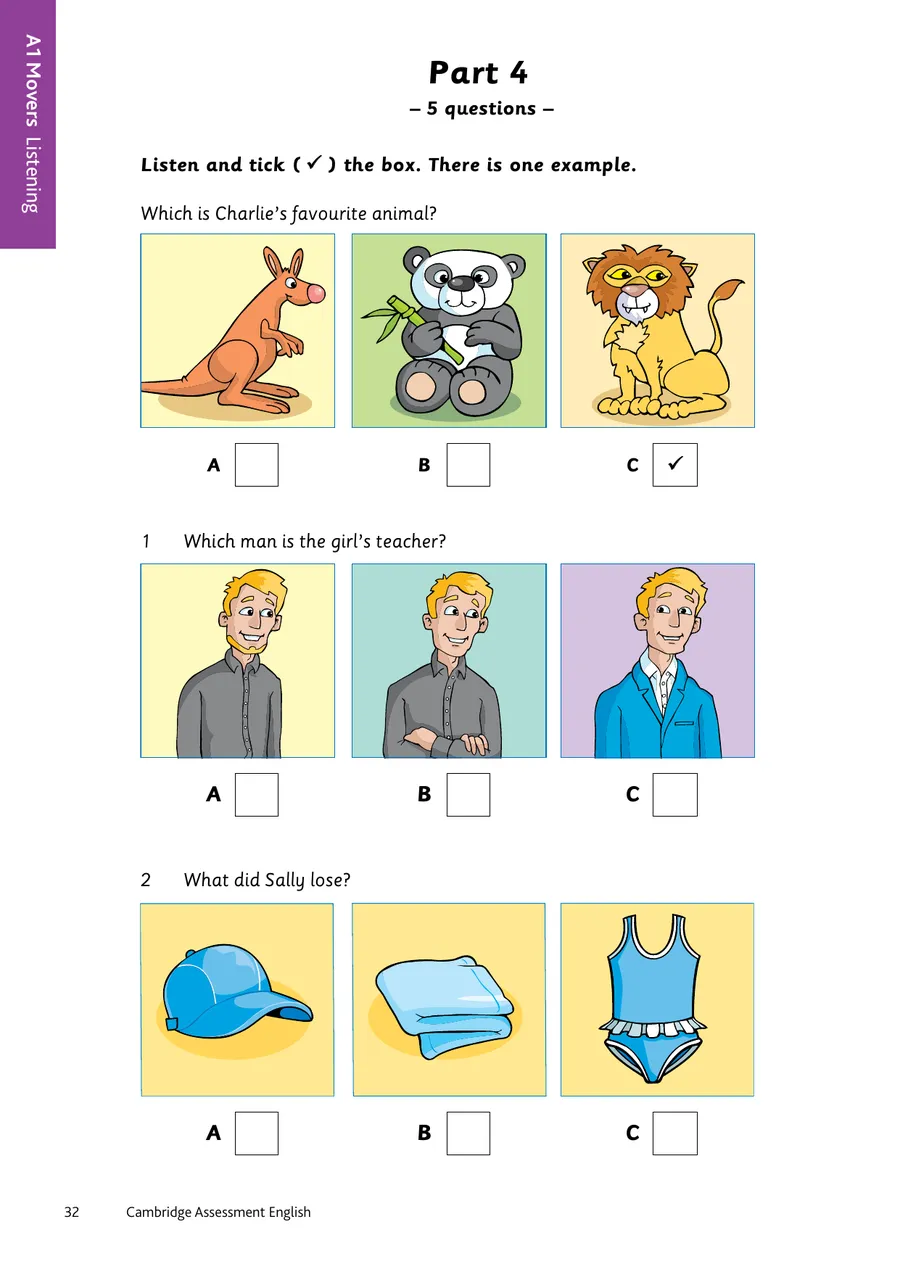 A1 Movers Listening
Part 4
– 5 questions –
Listen and tick ( ✓ ) the box. There is one example.
Which is Charlie’s favourite animal?
A B C ✓
1 Which man is the girl’s teacher?
A B C
2 What did Sally lose?
A B C
32 Cambridge Assessment English